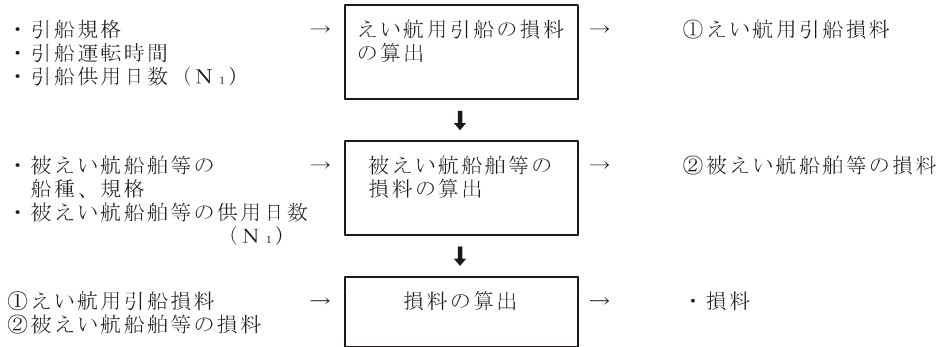 ・引船規格
・引船運転時間
・引船供用日数（N₁）
→
えい航用引船の損料
の算出
→
①えい航用引船損料
・被えい航船舶等の
船種、規格
・被えい航船舶等の供用日数
（N₁）
→
被えい航船舶等の
損料の算出
→
②被えい航船舶等の損料
①えい航用引船損料
②被えい航船舶等の損料
→
損料の算出
→
・損料